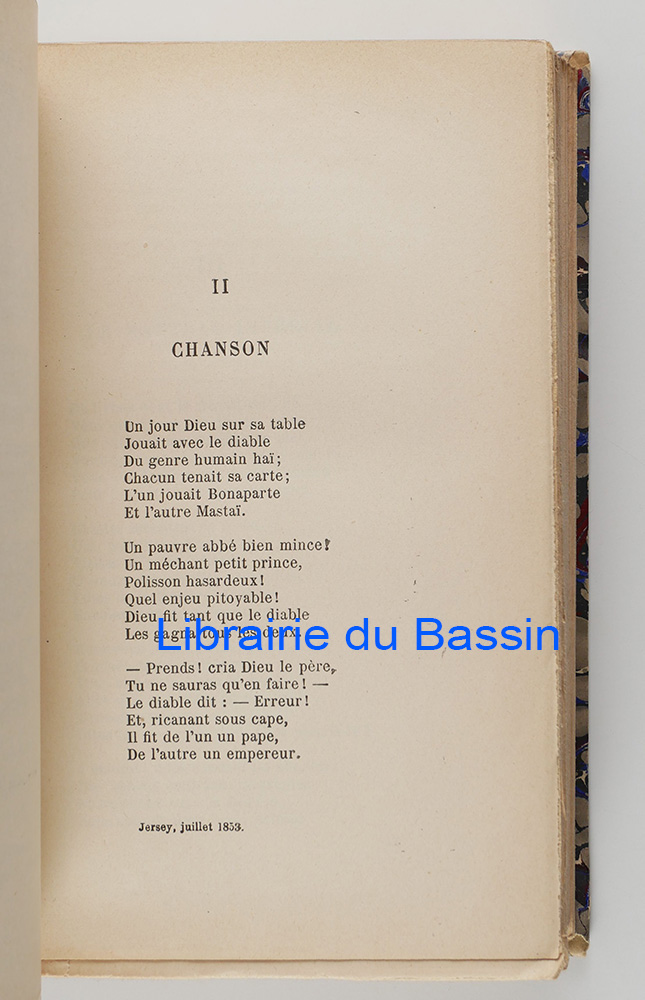 II
CHANSON
Un jour Dieu sur sa table
Jouait avec le diable
Du genre humain haï;
Chacun tenait sa carte;
L'un jouait Bonaparte
Et l'autre Mastaï.
Un pauvre abbé bien mince!
Un méchant petit prince,
Polisson hasardeux!
Quel enjeu pitoyable!
Dieu fit tant que le diable
Les gagna tous les deux.
Librairie du Bassin
— Prends! cria Dieu le père,
Tu ne sauras qu'en faire! —
Le diable dit : — Erreur!
Et, ricanant sous cape,
Il fit de l'un un pape,
De l'autre un empereur.
Jersey, juillet 1853.